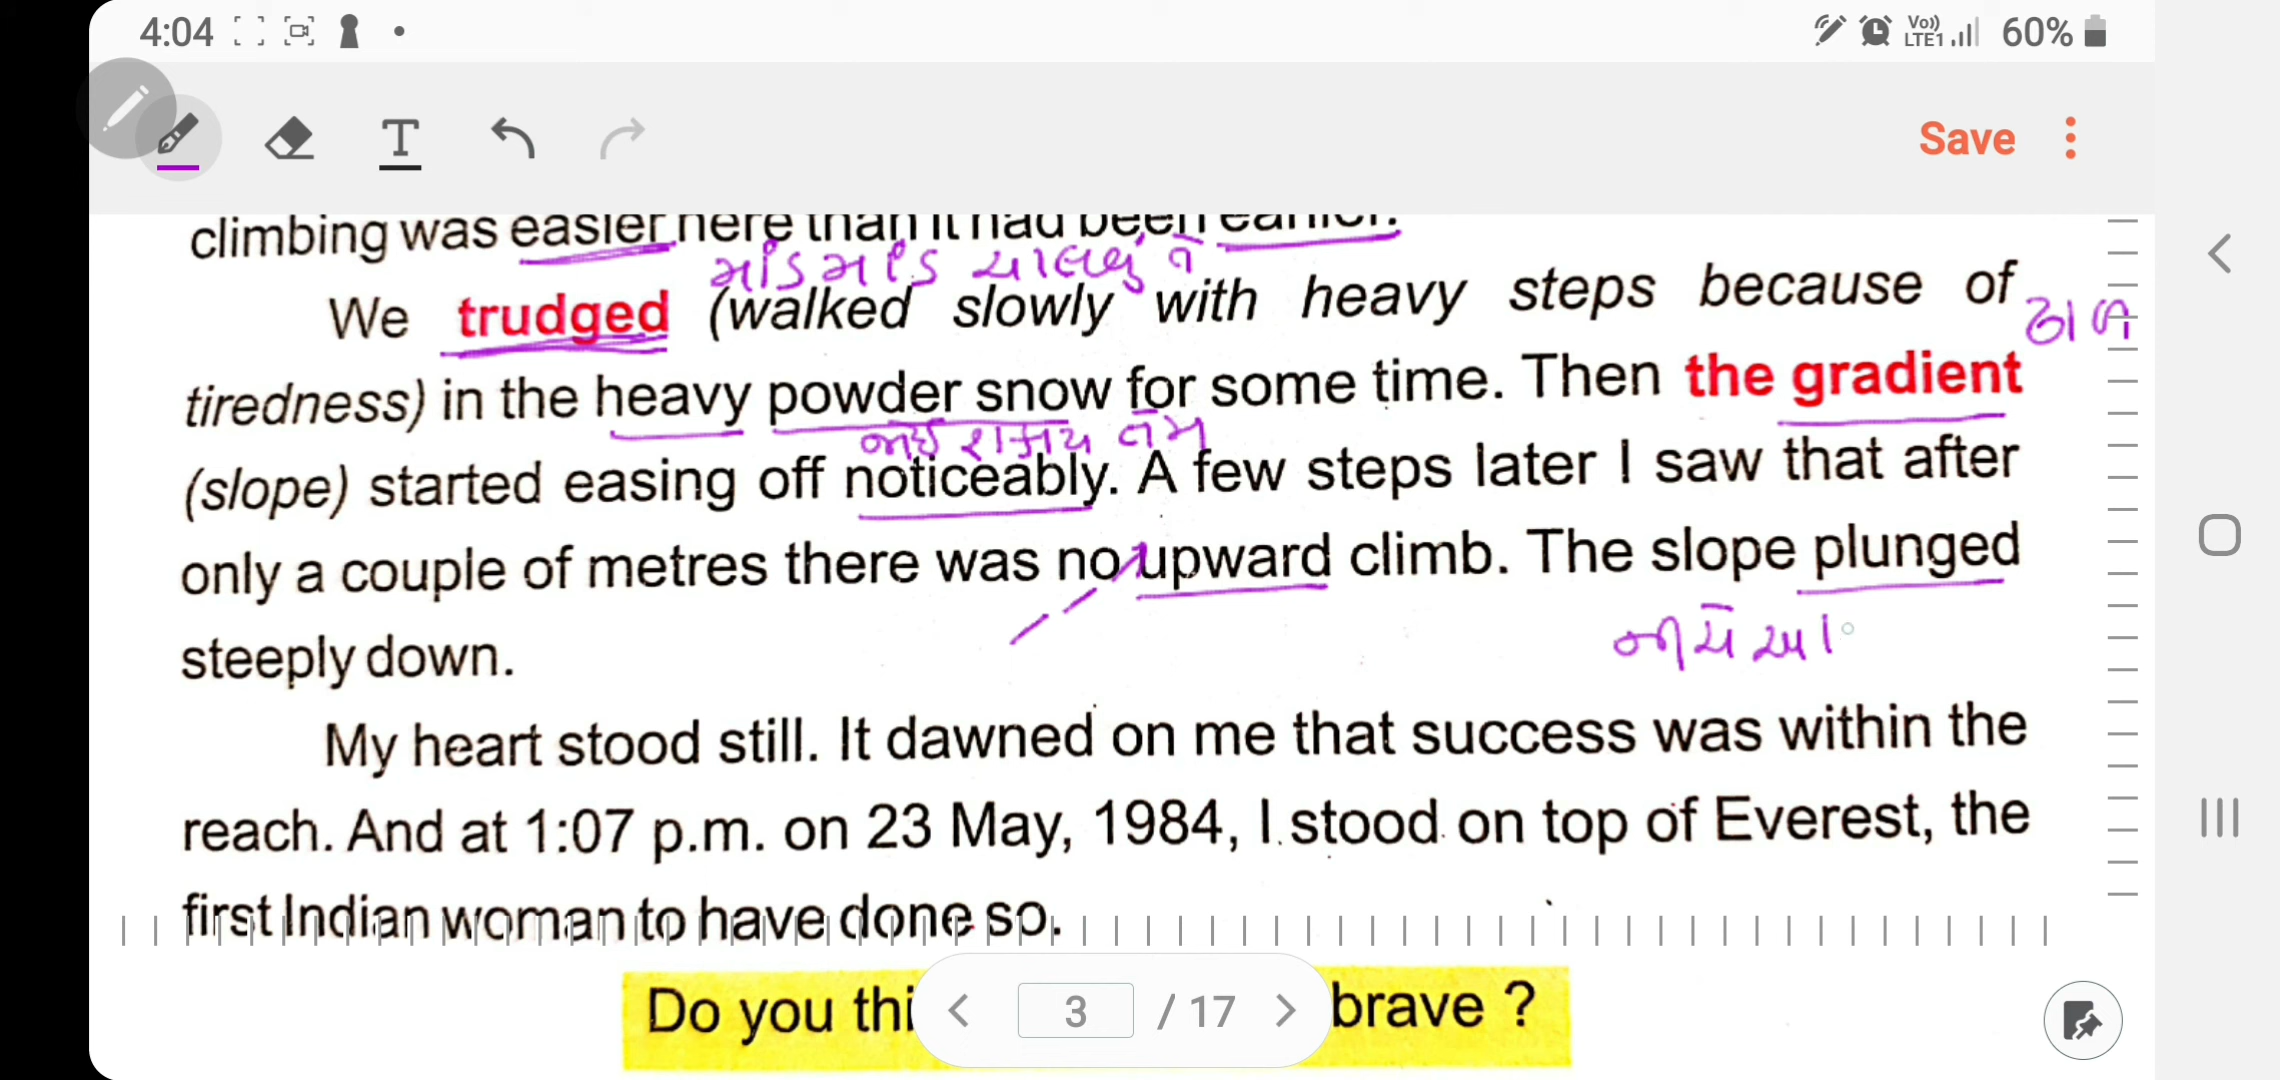 4:04
Vo))
LTE1
60%
T
Save
climbing was easier here than it had been earlier.
માંડ માંડ ચાલવું તે
We trudged (walked slowly with heavy steps because of
ઢાળ
tiredness) in the heavy powder snow for some time. Then the gradient
જોઈ શકાય તેમ
(slope) started easing off noticeably. A few steps later I saw that after
only a couple of metres there was no upward climb. The slope plunged
steeply down.
My heart stood still. It dawned on me that success was within the
reach. And at 1:07 p.m. on 23 May, 1984, I stood on top of Everest, the
first Indian woman to have done so.
Do you thi
brave ?
3 / 17